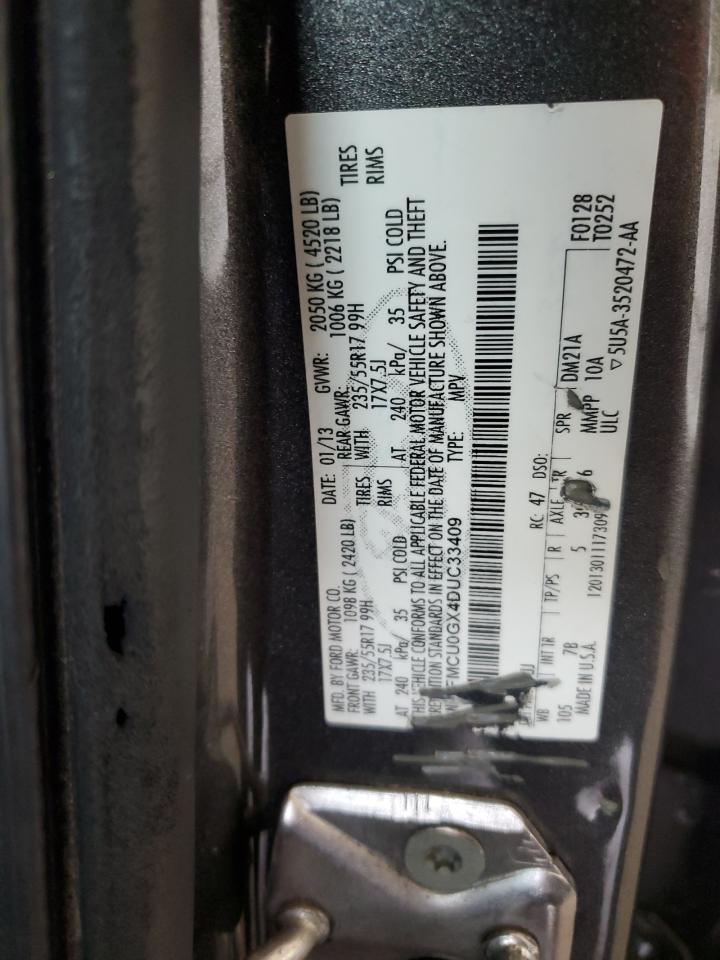 MFD. BY FORD MOTOR CO.
DATE: 01/13 GVWR: 2050 KG ( 4520 LB)
FRONT GAWR: 1098 KG ( 2420 LB) REAR GAWR: 1006 KG ( 2218 LB)
WITH 235/55R17 99H TIRES WITH 235/55R17 99H TIRES
17X7.5J RIMS 17X7.5J RIMS
AT 240 kPa/ 35 PSI COLD AT 240 kPa/ 35 PSI COLD
THIS VEHICLE CONFORMS TO ALL APPLICABLE FEDERAL MOTOR VEHICLE SAFETY AND THEFT
PREVENTION STANDARDS IN EFFECT ON THE DATE OF MANUFACTURE SHOWN ABOVE.
FMCU0GX4DUC33409 TYPE: MPV
UJ RC: 47 DSO:
WB INT TR TP/PS R AXLE TR SPR DM21A F0128
105 7B 5 6 MMPP 10A T0252
MADE IN U.S.A. 120130111730 ULC ▽5U5A-3520472-AA